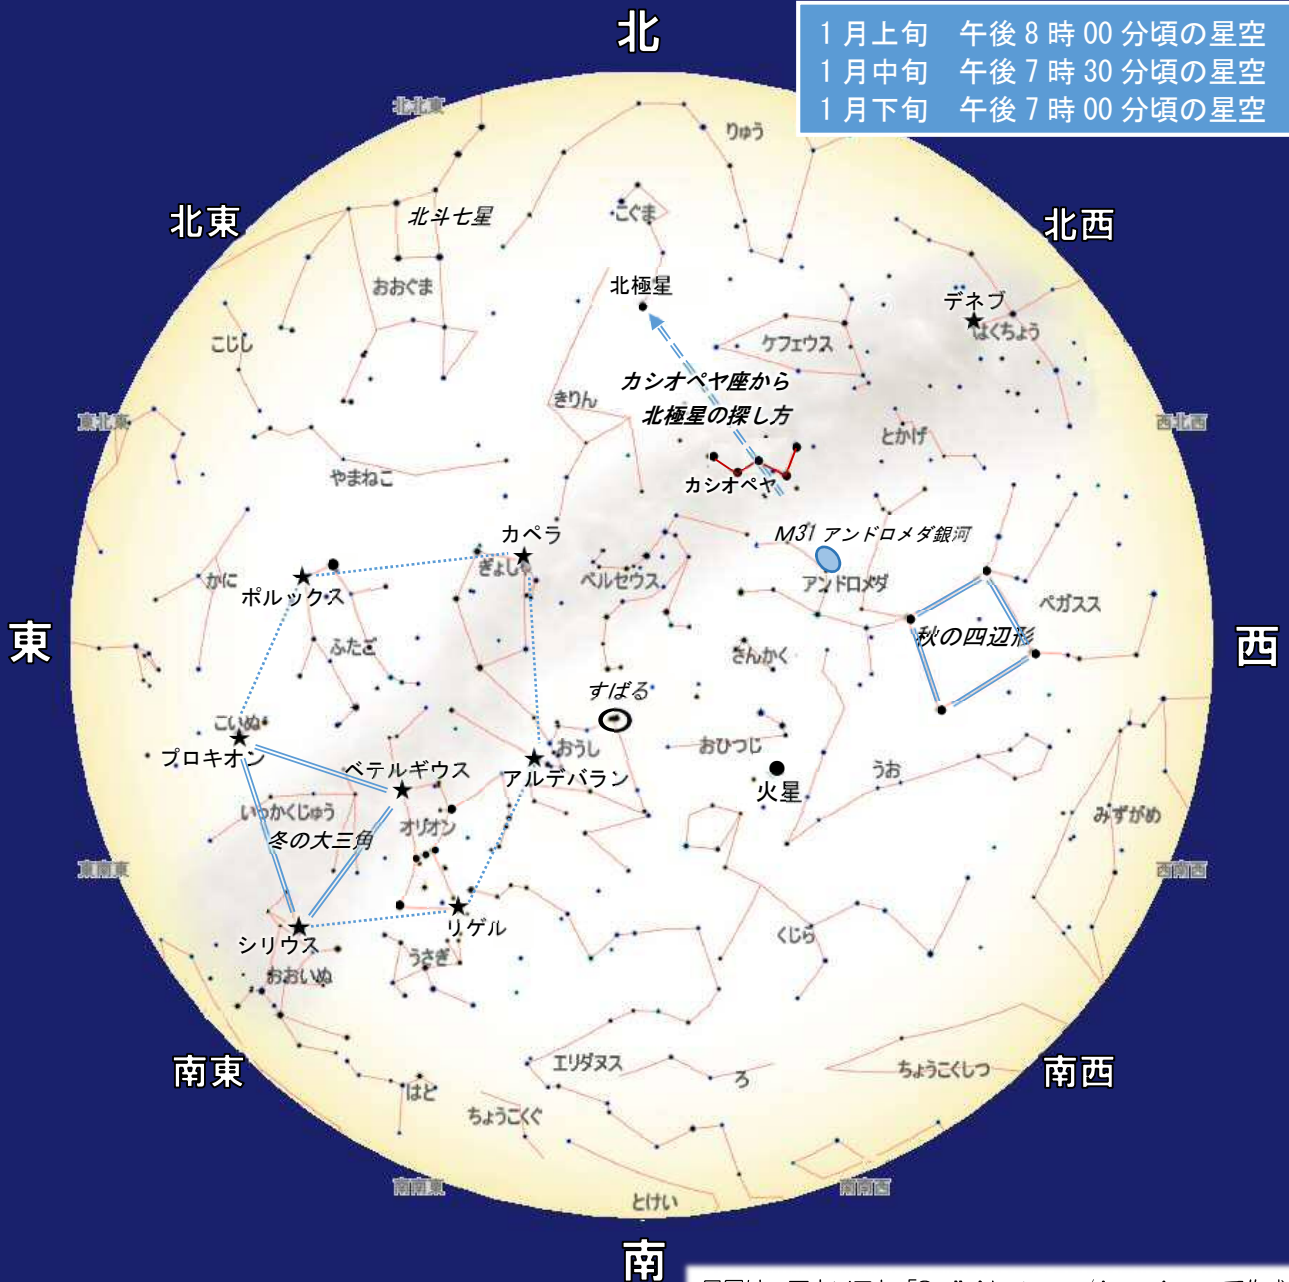 北
1月上旬　午後8時00分頃の星空
1月中旬　午後7時30分頃の星空
1月下旬　午後7時00分頃の星空
北北東
りゅう
北東
北斗七星
こぐま
北西
おおぐま
北極星
デネブ
はくちょう
こじし
ケフェウス
カシオペヤ座から
北極星の探し方
きりん
東北東
西北西
とかげ
やまねこ
カシオペヤ
カペラ
M31 アンドロメダ銀河
ぎょしゃ
ペルセウス
アンドロメダ
かに
ポルックス
ペガスス
東
ふたご
さんかく
秋の四辺形
西
すばる
こいぬ
プロキオン
おうし
おひつじ
ベテルギウス
アルデバラン
火星
うお
いっかくじゅう
オリオン
みずがめ
冬の大三角
東南東
西南西
シリウス
リゲル
くじら
おおいぬ
うさぎ
南東
エリダヌス
ろ
ちょうこくしつ
南西
はと
ちょうこくぐ
南南東
とけい
南南西
南